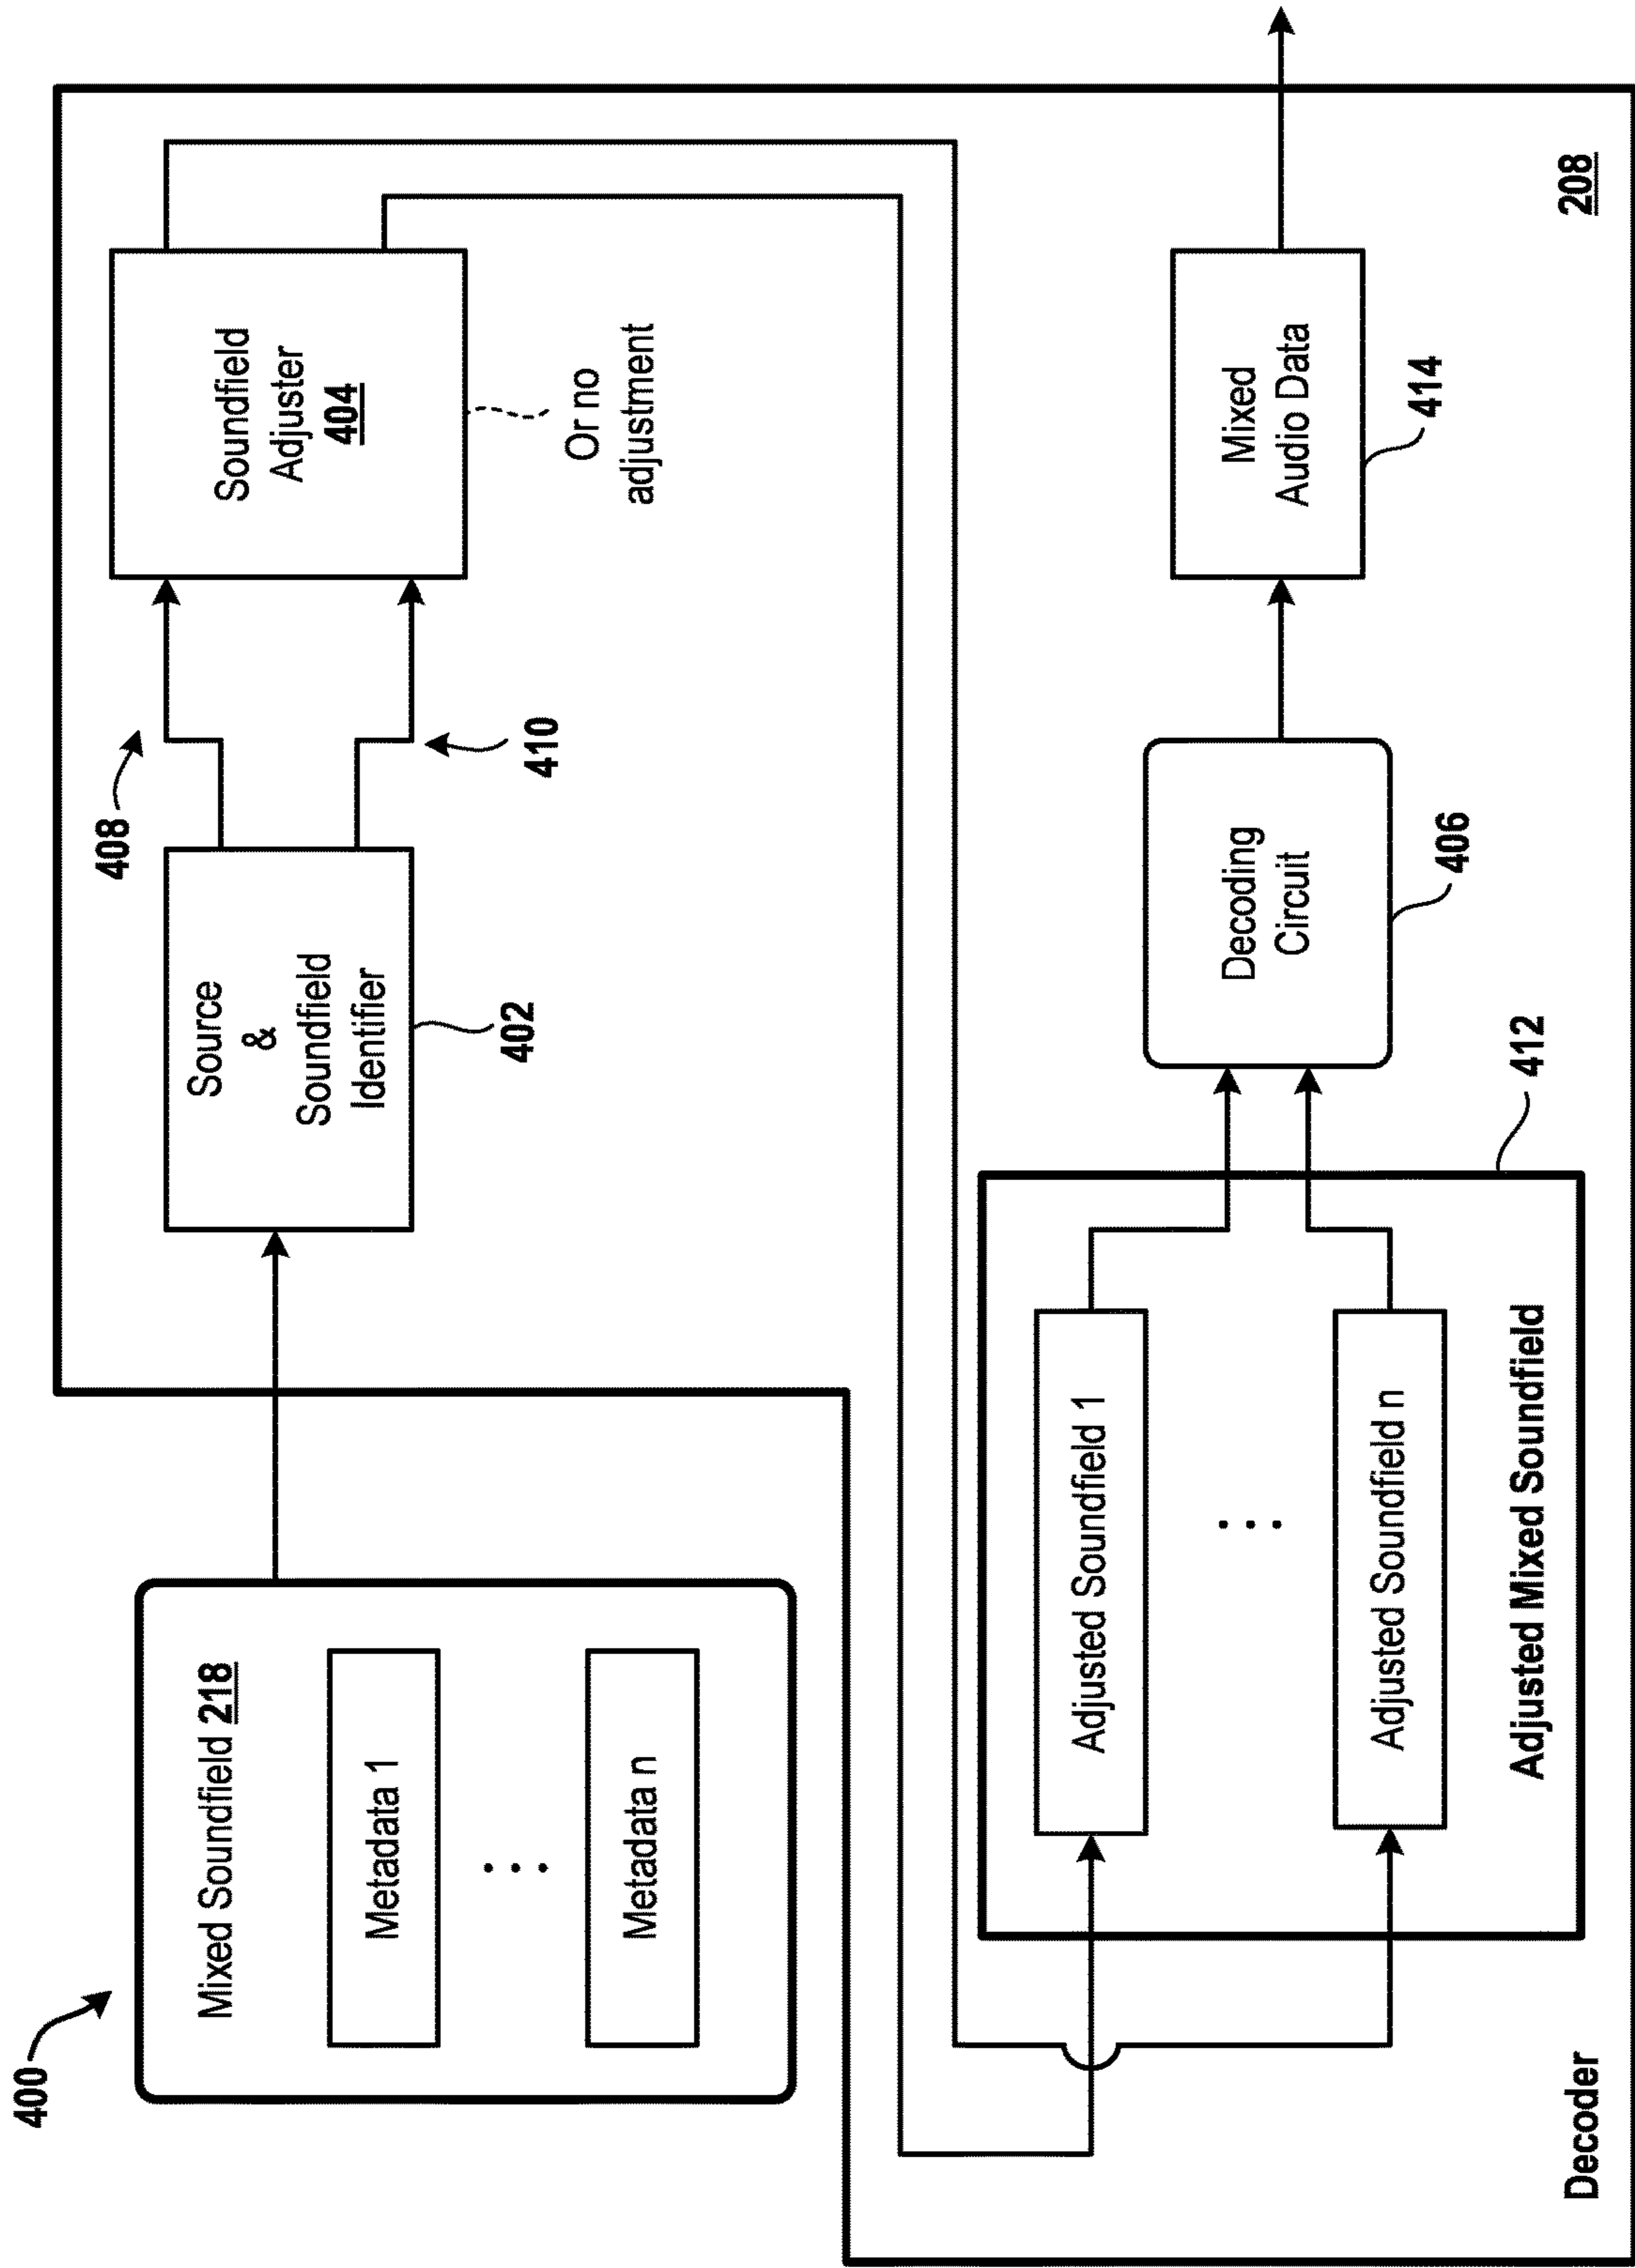 400
Mixed Soundfield 218
Metadata 1
...
Metadata n
Source
&
Soundfield
Identifier
402
408
410
Soundfield
Adjuster
404
Or no
adjustment
Adjusted Soundfield 1
...
Adjusted Soundfield n
Adjusted Mixed Soundfield
412
Decoding
Circuit
406
Mixed
Audio Data
414
Decoder
208